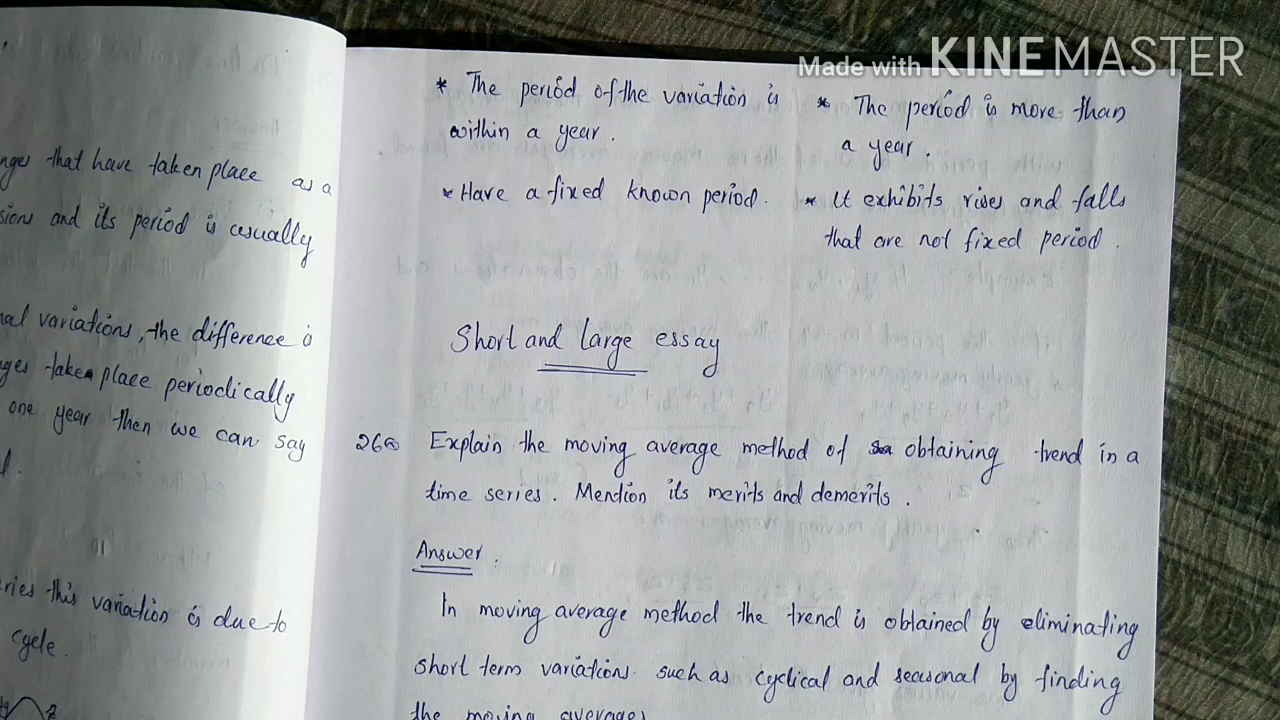 Made with KINEMASTER
nges that have taken place as a
sions and its period is usually
nal variations, the difference is
nges taken place periodically
one year then we can say
d.
ries this variation is due to
cycle.
* The period of the variation is
within a year.
* Have a fixed known period.
* The period is more than
a year.
* It exhibits rises and falls
that are not fixed period.
Short and large essay
26. Explain the moving average method of obtaining trend in a
time series. Mention its merits and demerits.
Answer.
In moving average method the trend is obtained by eliminating
short term variations such as cyclical and seasonal by finding
the moving averages